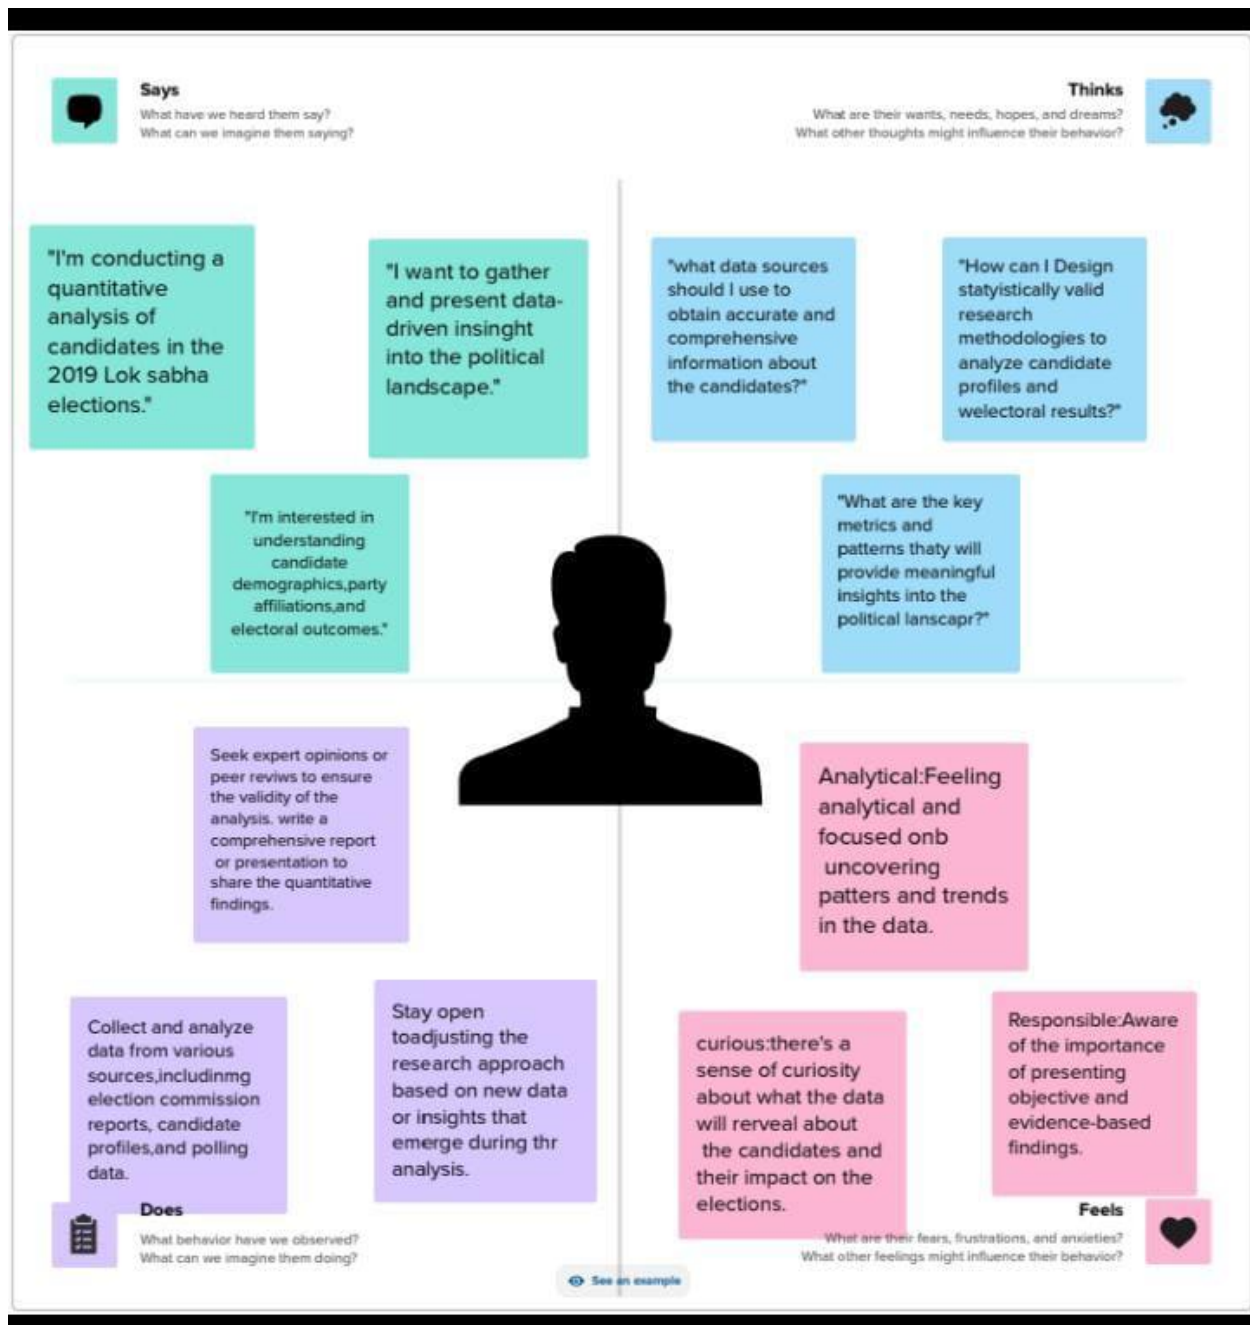 Says
What have we heard them say?
What can we imagine them saying?
Thinks
What are their wants, needs, hopes, and dreams?
What other thoughts might influence their behavior?
"I'm conducting a
quantitative
analysis of
candidates in the
2019 Lok sabha
elections."
"I want to gather
and present data-
driven insinght
into the political
landscape."
"I'm interested in
understanding
candidate
demographics,party
affiliations,and
electoral outcomes."
"what data sources
should I use to
obtain accurate and
comprehensive
information about
the candidates?"
"How can I Design
statyistically valid
research
methodologies to
analyze candidate
profiles and
welectoral results?"
"What are the key
metrics and
patterns thaty will
provide meaningful
insights into the
political lanscapr?"
Seek expert opinions or
peer reviws to ensure
the validity of the
analysis. write a
comprehensive report
or presentation to
share the quantitative
findings.
Collect and analyze
data from various
sources,includinmg
election commission
reports, candidate
profiles,and polling
data.
Stay open
toadjusting the
research approach
based on new data
or insights that
emerge during thr
analysis.
Analytical:Feeling
analytical and
focused onb
uncovering
patters and trends
in the data.
curious:there's a
sense of curiosity
about what the data
will rerveal about
the candidates and
their impact on the
elections.
Responsible:Aware
of the importance
of presenting
objective and
evidence-based
findings.
Does
What behavior have we observed?
What can we imagine them doing?
Feels
What are their fears, frustrations, and anxieties?
What other feelings might influence their behavior?
See an example